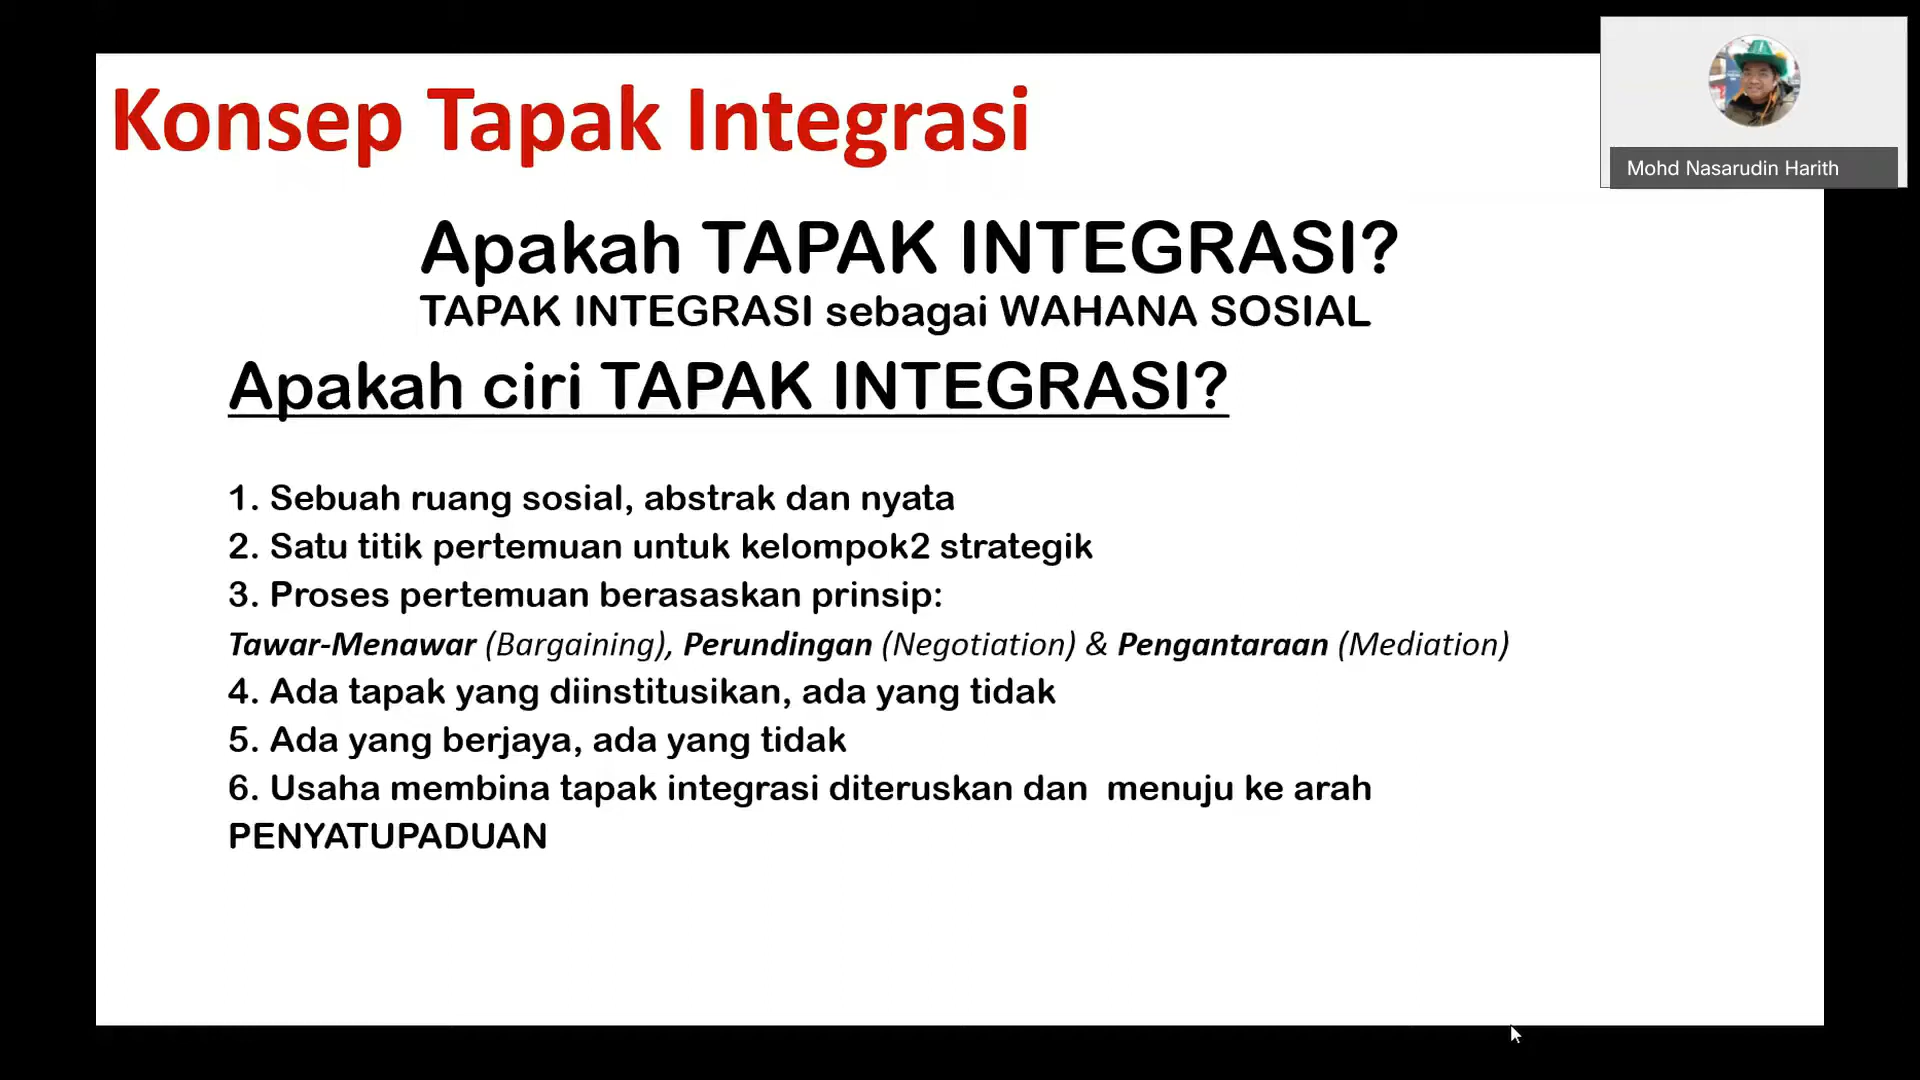 Konsep Tapak Integrasi
Mohd Nasarudin Harith
Apakah TAPAK INTEGRASI?
TAPAK INTEGRASI sebagai WAHANA SOSIAL
Apakah ciri TAPAK INTEGRASI?
1. Sebuah ruang sosial, abstrak dan nyata
2. Satu titik pertemuan untuk kelompok2 strategik
3. Proses pertemuan berasaskan prinsip:
Tawar-Menawar (Bargaining), Perundingan (Negotiation) & Pengantaraan (Mediation)
4. Ada tapak yang diinstitusikan, ada yang tidak
5. Ada yang berjaya, ada yang tidak
6. Usaha membina tapak integrasi diteruskan dan  menuju ke arah
PENYATUPADUAN